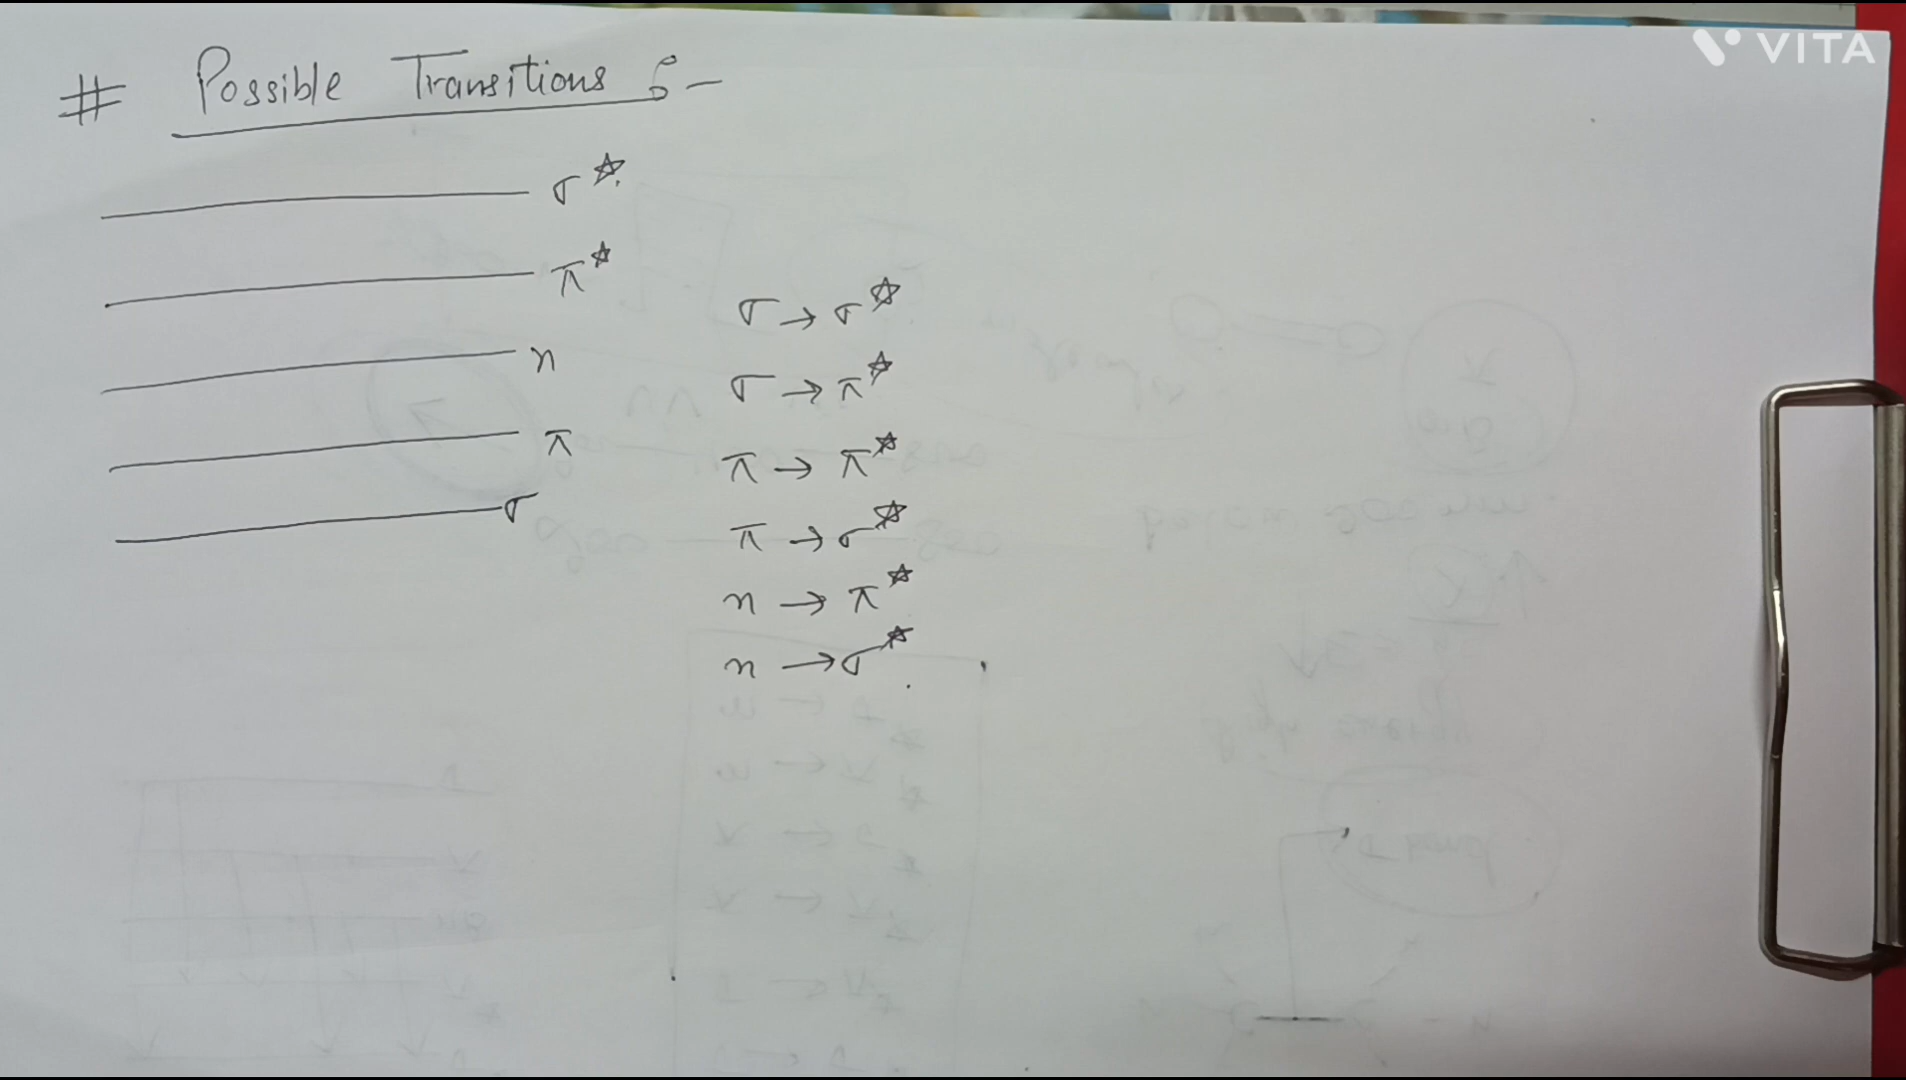 VITA
# Possible Transitions :-
σ*
π*
n
π
σ
σ → σ*
σ → π*
π → π*
π → σ*
n → π*
n → σ*